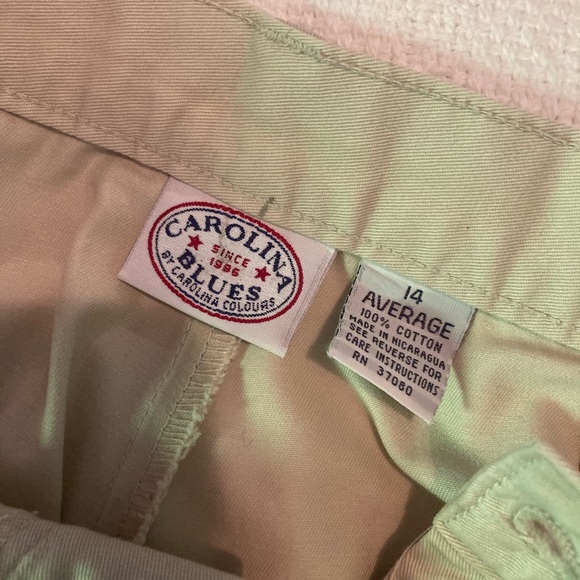 CAROLINA
SINCE
1996
BLUES
BY CAROLINA COLOURS
14
AVERAGE
100% COTTON
MADE IN NICARAGUA
SEE REVERSE FOR
CARE INSTRUCTIONS
RN 37080